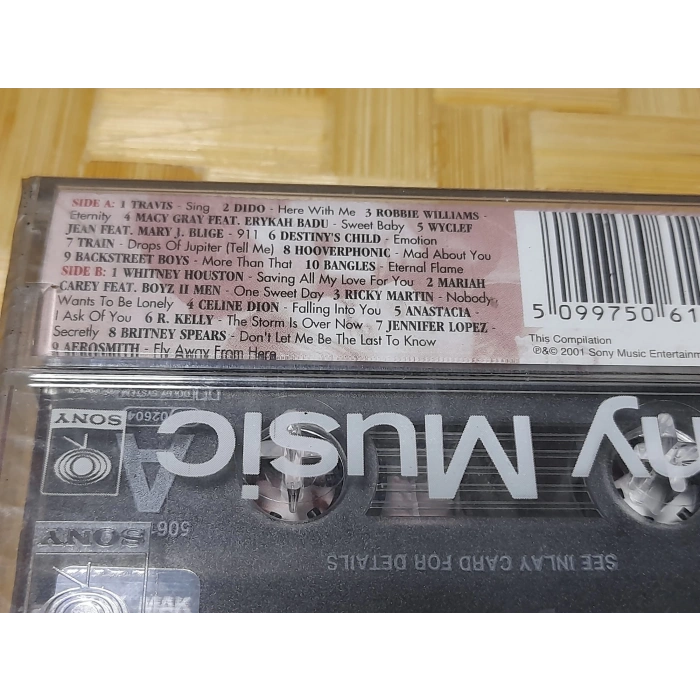 SIDE A: 1 TRAVIS - Sing 2 DIDO - Here With Me 3 ROBBIE WILLIAMS -
Eternity 4 MACY GRAY FEAT. ERYKAH BADU - Sweet Baby 5 WYCLEF
JEAN FEAT. MARY J. BLIGE - 911 6 DESTINY'S CHILD - Emotion
7 TRAIN - Drops Of Jupiter (Tell Me) 8 HOOVERPHONIC - Mad About You
9 BACKSTREET BOYS - More Than That 10 BANGLES - Eternal Flame
SIDE B: 1 WHITNEY HOUSTON - Saving All My Love For You 2 MARIAH
CAREY FEAT. BOYZ II MEN - One Sweet Day 3 RICKY MARTIN - Nobody
Wants To Be Lonely 4 CELINE DION - Falling Into You 5 ANASTACIA -
I Ask Of You 6 R. KELLY - The Storm Is Over Now 7 JENNIFER LOPEZ -
Secretly 8 BRITNEY SPEARS - Don't Let Me Be The Last To Know
9 AEROSMITH - Fly Away From Here
5 099750 61
This Compilation
℗&© 2001 Sony Music Entertainm
ny Music
SONY
A
02604
5061
SONY
SEE INLAY CARD FOR DETAILS